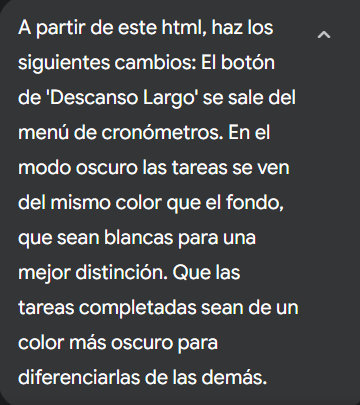 A partir de este html, haz los
siguientes cambios: El botón
de 'Descanso Largo' se sale del
menú de cronómetros. En el
modo oscuro las tareas se ven
del mismo color que el fondo,
que sean blancas para una
mejor distinción. Que las
tareas completadas sean de un
color más oscuro para
diferenciarlas de las demás.